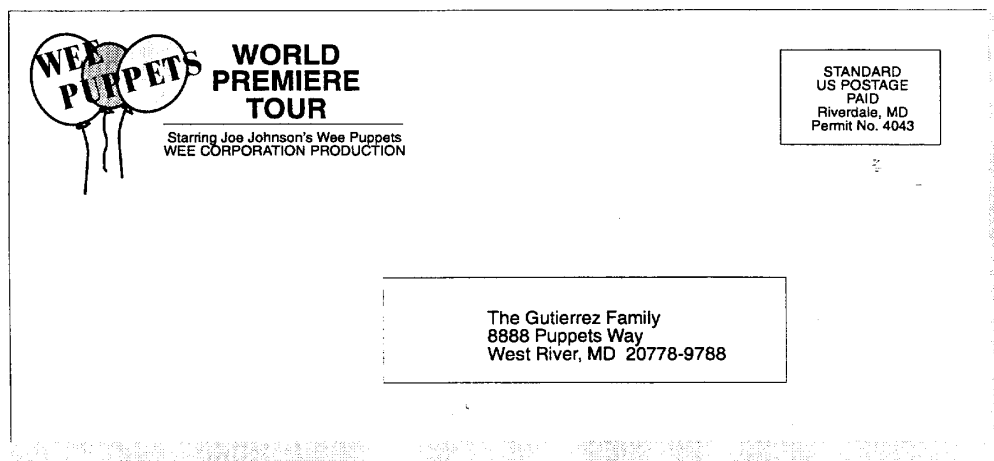 WEE
PUPPETS
WORLD
PREMIERE
TOUR
Starring Joe Johnson's Wee Puppets
WEE CORPORATION PRODUCTION
STANDARD
US POSTAGE
PAID
Riverdale, MD
Permit No. 4043
The Gutierrez Family
8888 Puppets Way
West River, MD 20778-9788